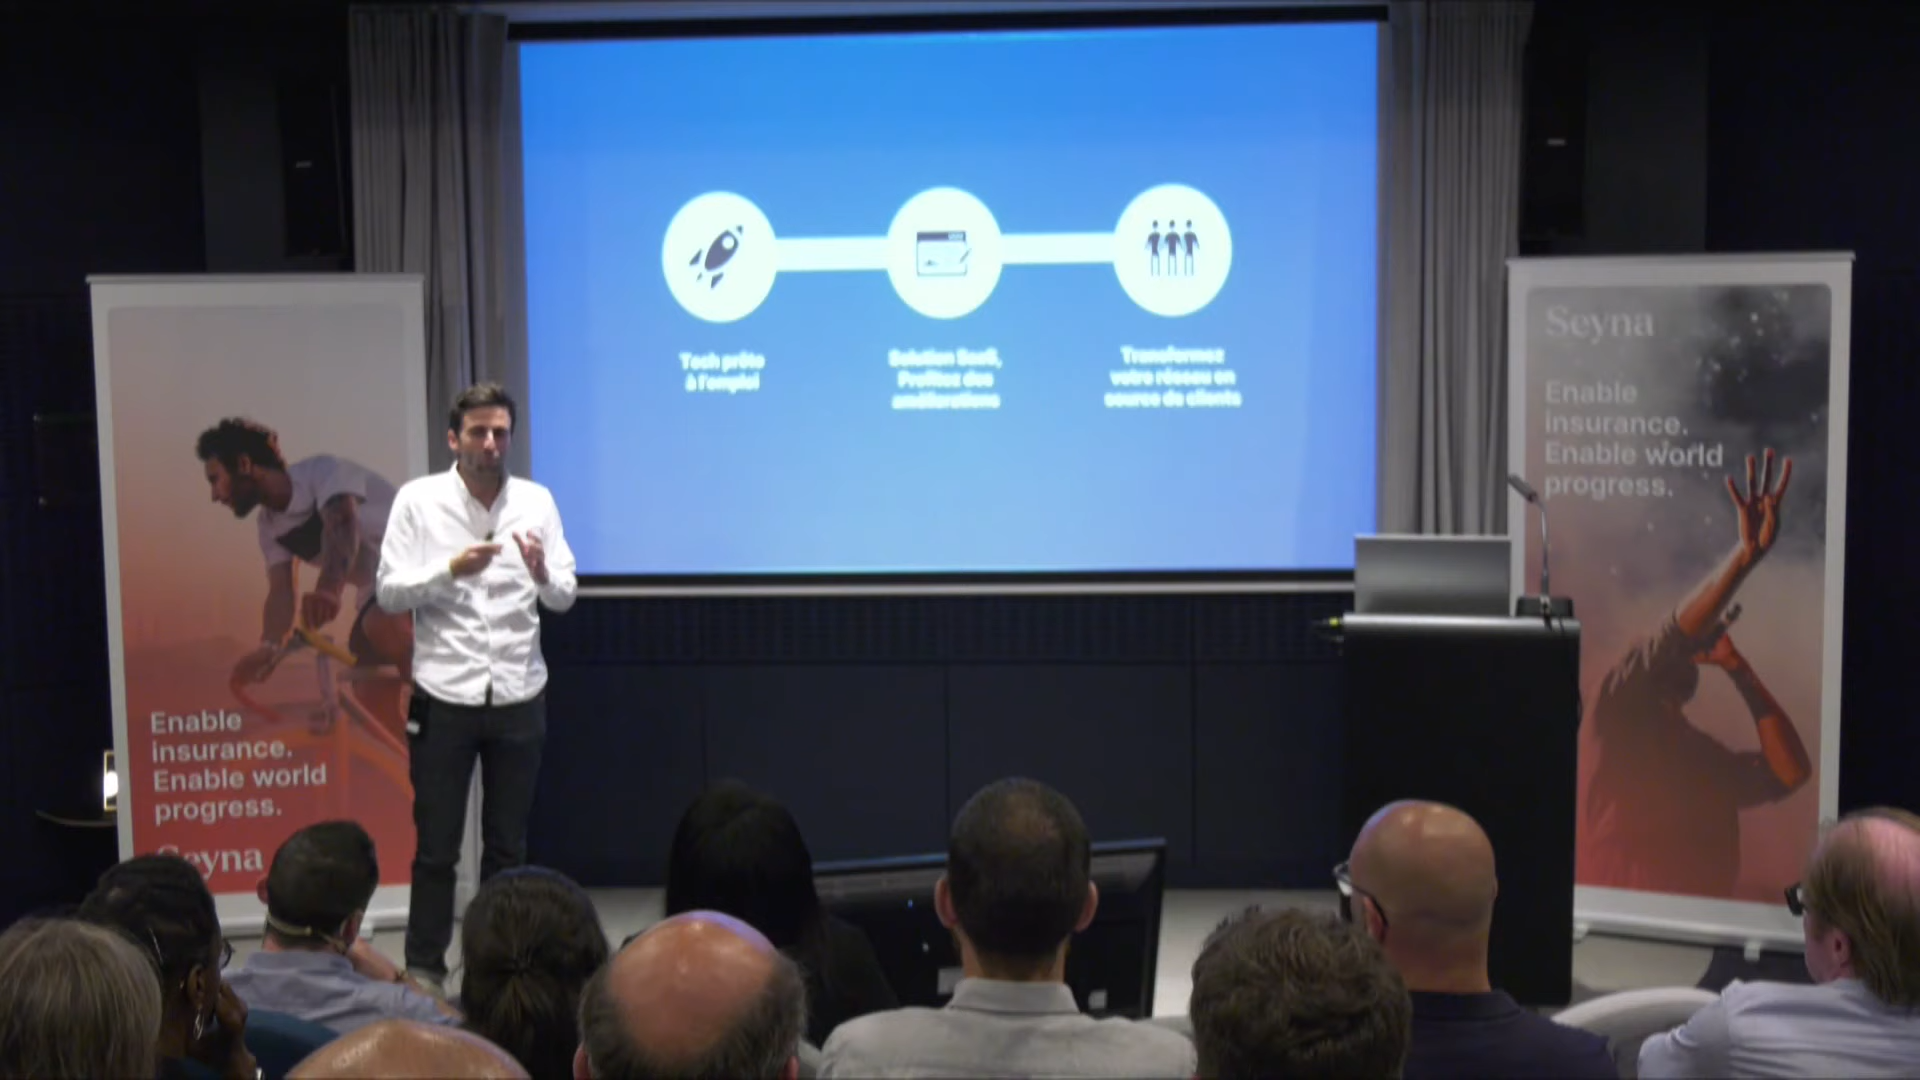 Tech prête
à l'emploi
Solution SaaS,
Profitez des
améliorations
Transformez
votre réseau en
source de clients
Enable
insurance.
Enable world
progress.
Seyna
Seyna
Enable
insurance.
Enable world
progress.